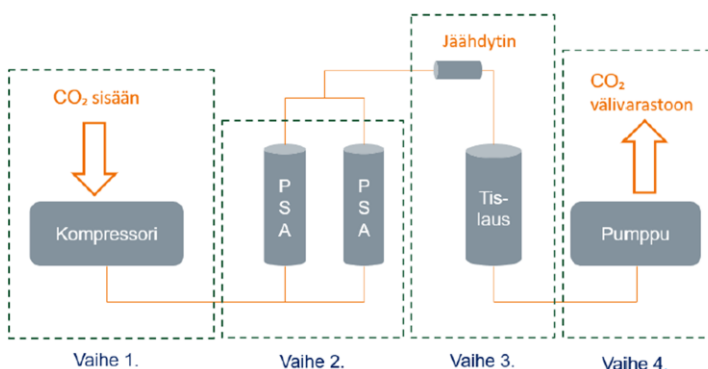 Jäähdytin
CO₂ sisään
CO₂
välivarastoon
Kompressori
P
S
A
P
S
A
Tis-
laus
Pumppu
Vaihe 1.
Vaihe 2.
Vaihe 3.
Vaihe 4.